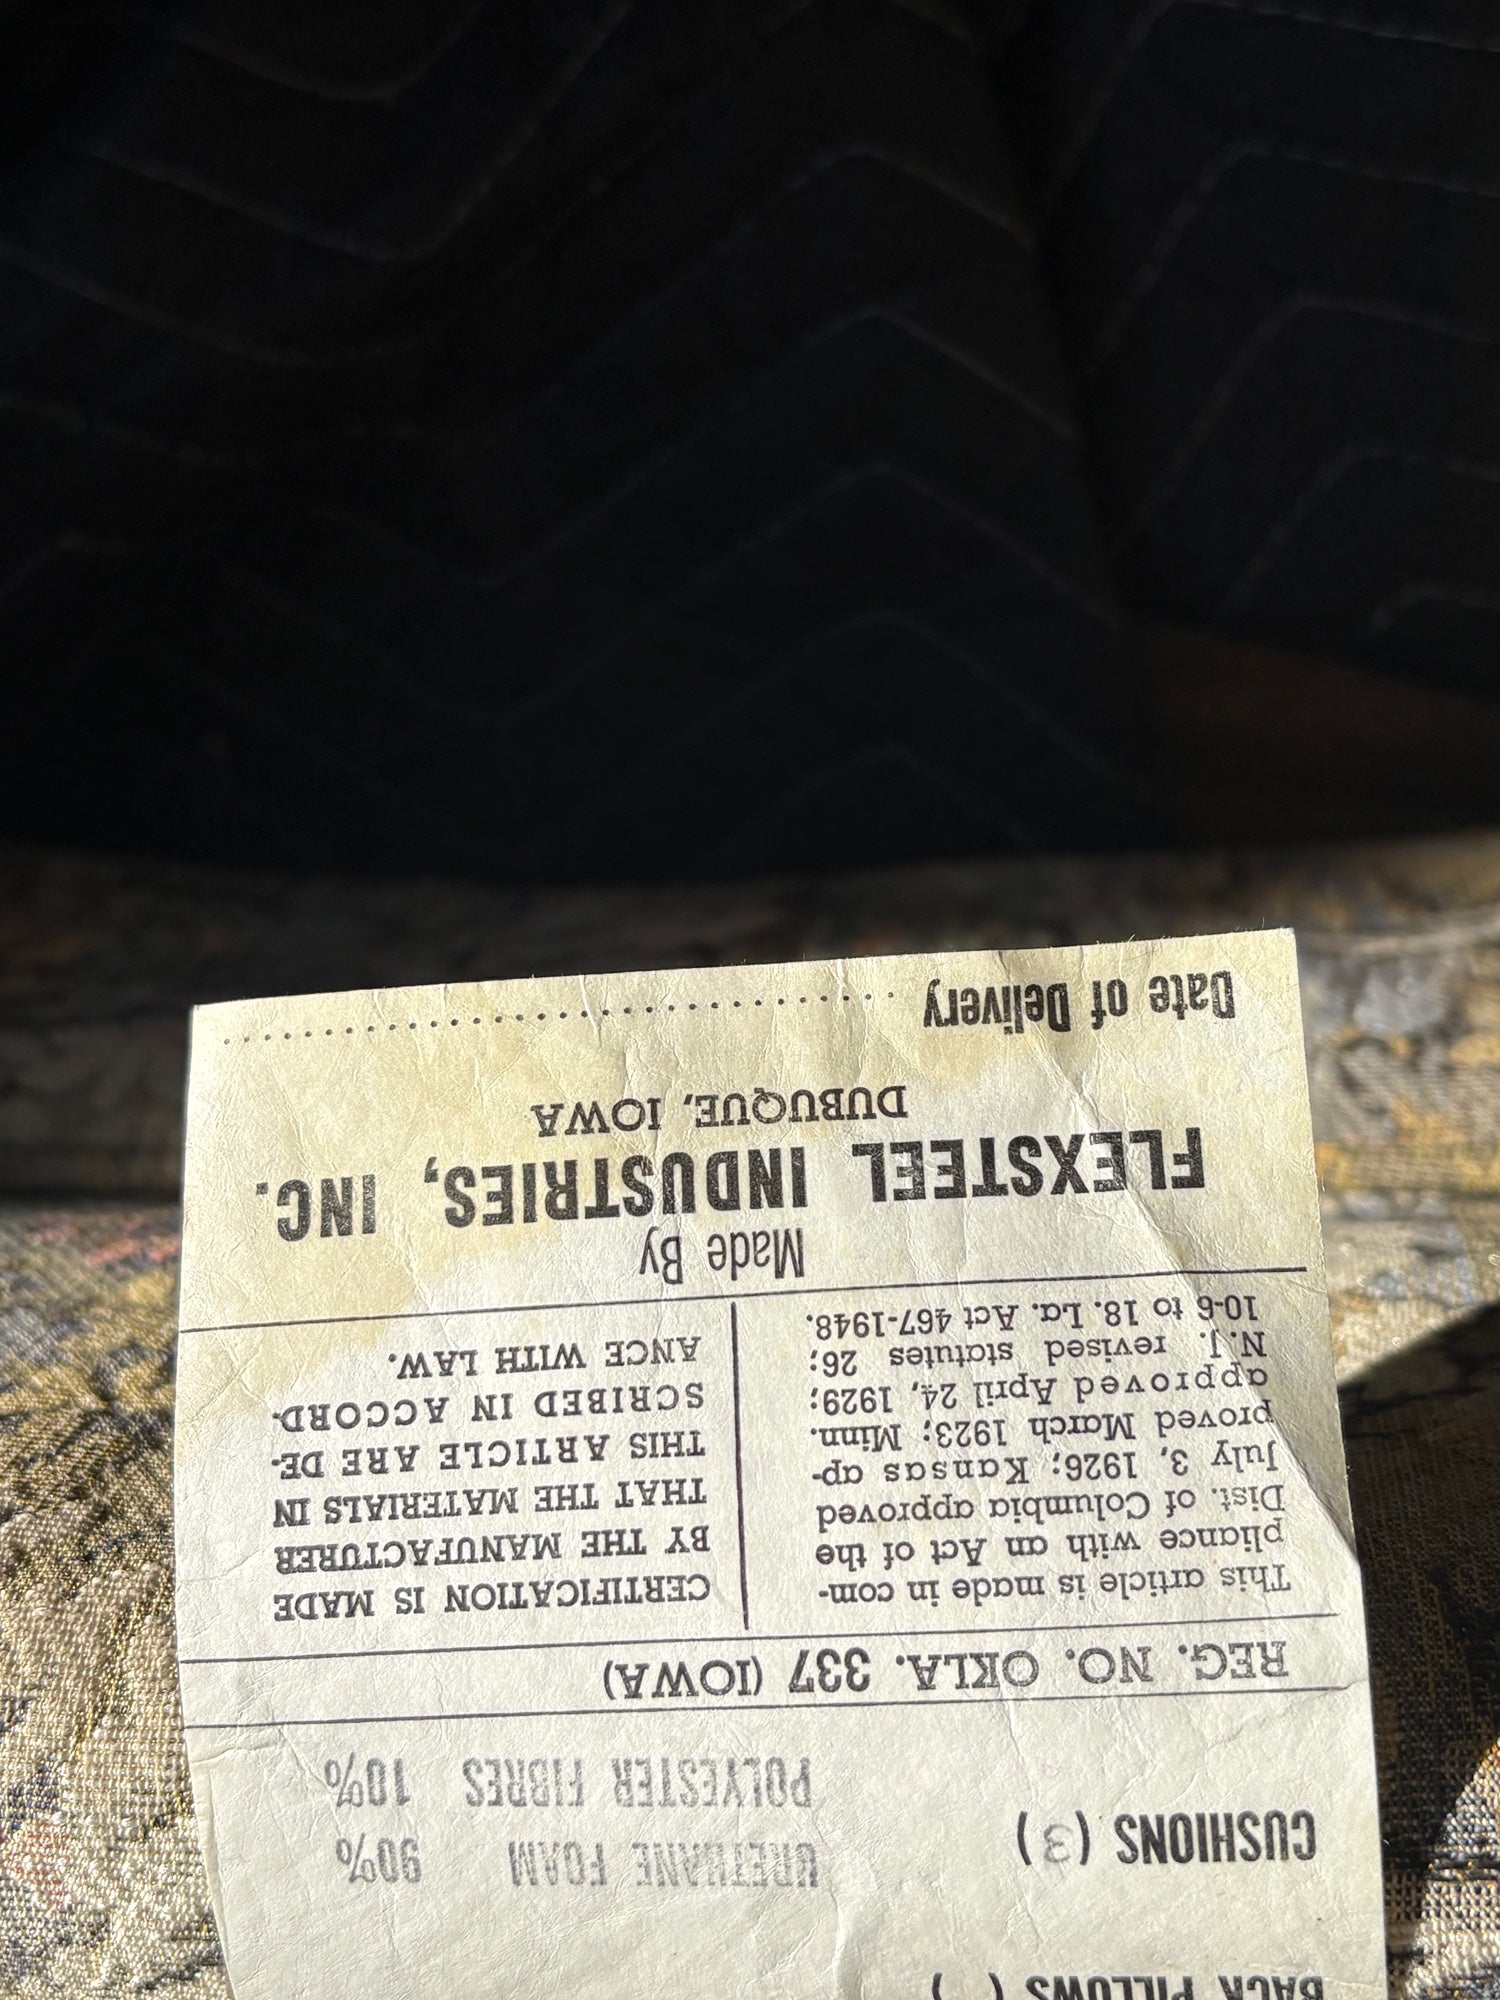 BACK PILLOWS ( )
URETHANE FOAM 90%
CUSHIONS (3)
POLYESTER FIBRES 10%
REG. NO. OKLA. 337 (IOWA)
This article is made in com-
pliance with an Act of the
Dist. of Columbia approved
July 3, 1926; Kansas ap-
proved March 1923; Minn.
approved April 24, 1929;
N.J. revised statutes 26;
10-6 to 18. La. Act 467-1948.
CERTIFICATION IS MADE
BY THE MANUFACTURER
THAT THE MATERIALS IN
THIS ARTICLE ARE DE-
SCRIBED IN ACCORD-
ANCE WITH LAW.
Made By
FLEXSTEEL INDUSTRIES, INC.
DUBUQUE, IOWA
Date of Delivery ........................................